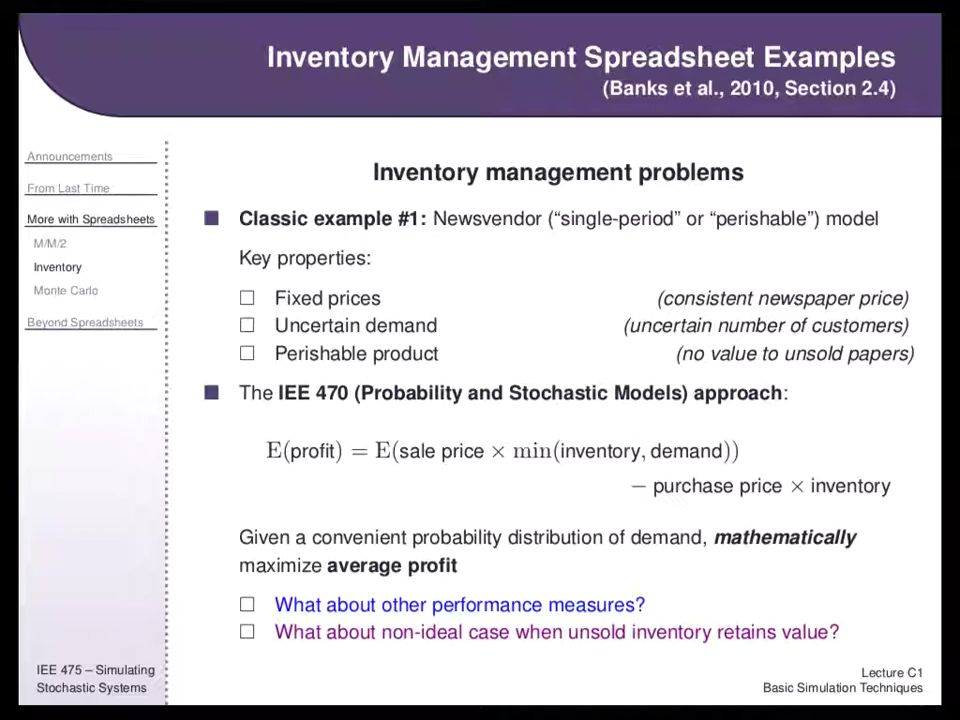 Inventory Management Spreadsheet Examples
(Banks et al., 2010, Section 2.4)
Announcements
From Last Time
More with Spreadsheets
M/M/2
Inventory
Monte Carlo
Beyond Spreadsheets
Inventory management problems
Classic example #1: Newsvendor (“single-period” or “perishable”) model
Key properties:
Fixed prices (consistent newspaper price)
Uncertain demand (uncertain number of customers)
Perishable product (no value to unsold papers)
The IEE 470 (Probability and Stochastic Models) approach:
E(profit) = E(sale price × min(inventory, demand))
− purchase price × inventory
Given a convenient probability distribution of demand, mathematically
maximize average profit
What about other performance measures?
What about non-ideal case when unsold inventory retains value?
IEE 475 – Simulating
Stochastic Systems
Lecture C1
Basic Simulation Techniques